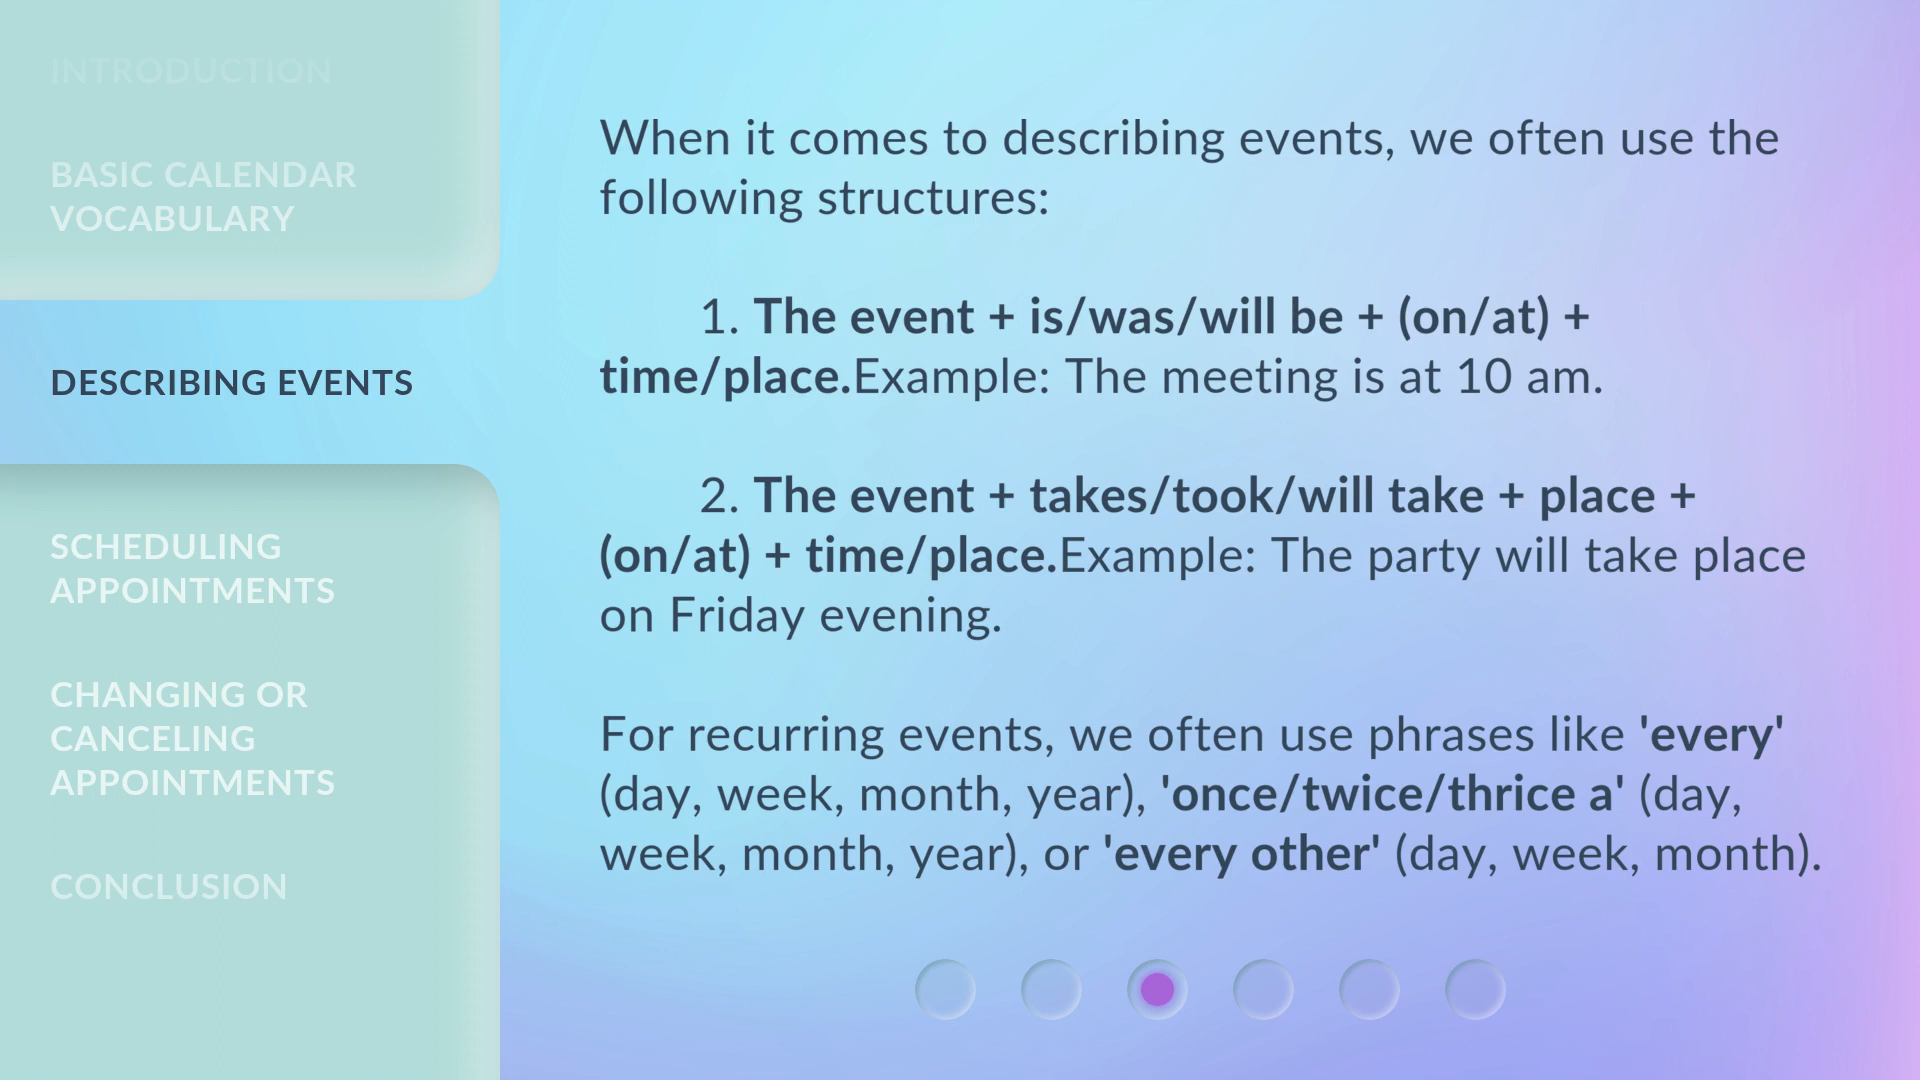 INTRODUCTION
BASIC CALENDAR
VOCABULARY
DESCRIBING EVENTS
SCHEDULING
APPOINTMENTS
CHANGING OR
CANCELING
APPOINTMENTS
CONCLUSION
When it comes to describing events, we often use the
following structures:
1. The event + is/was/will be + (on/at) +
time/place.Example: The meeting is at 10 am.
2. The event + takes/took/will take + place +
(on/at) + time/place.Example: The party will take place
on Friday evening.
For recurring events, we often use phrases like 'every'
(day, week, month, year), 'once/twice/thrice a' (day,
week, month, year), or 'every other' (day, week, month).